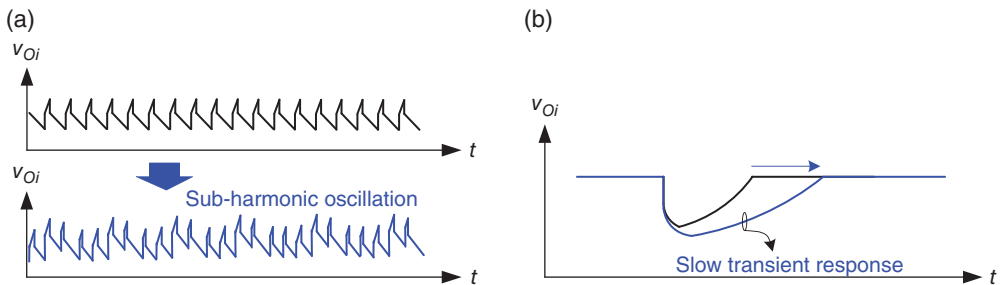 (a)
vOi
t
vOi
Sub-harmonic oscillation
t
(b)
vOi
Slow transient response
t